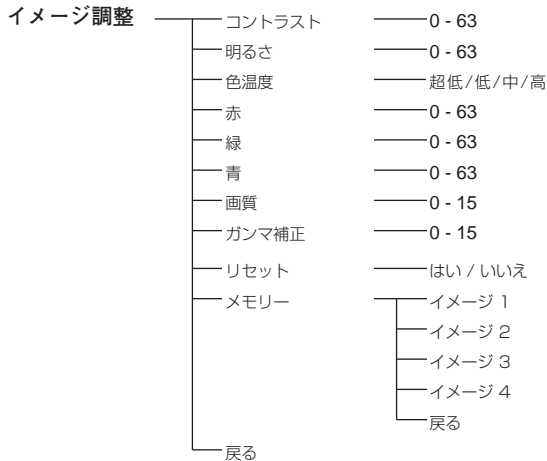 イメージ調整
コントラスト 0 - 63
明るさ 0 - 63
色温度 超低/低/中/高
赤 0 - 63
緑 0 - 63
青 0 - 63
画質 0 - 15
ガンマ補正 0 - 15
リセット はい / いいえ
メモリー イメージ 1
イメージ 2
イメージ 3
イメージ 4
戻る
戻る